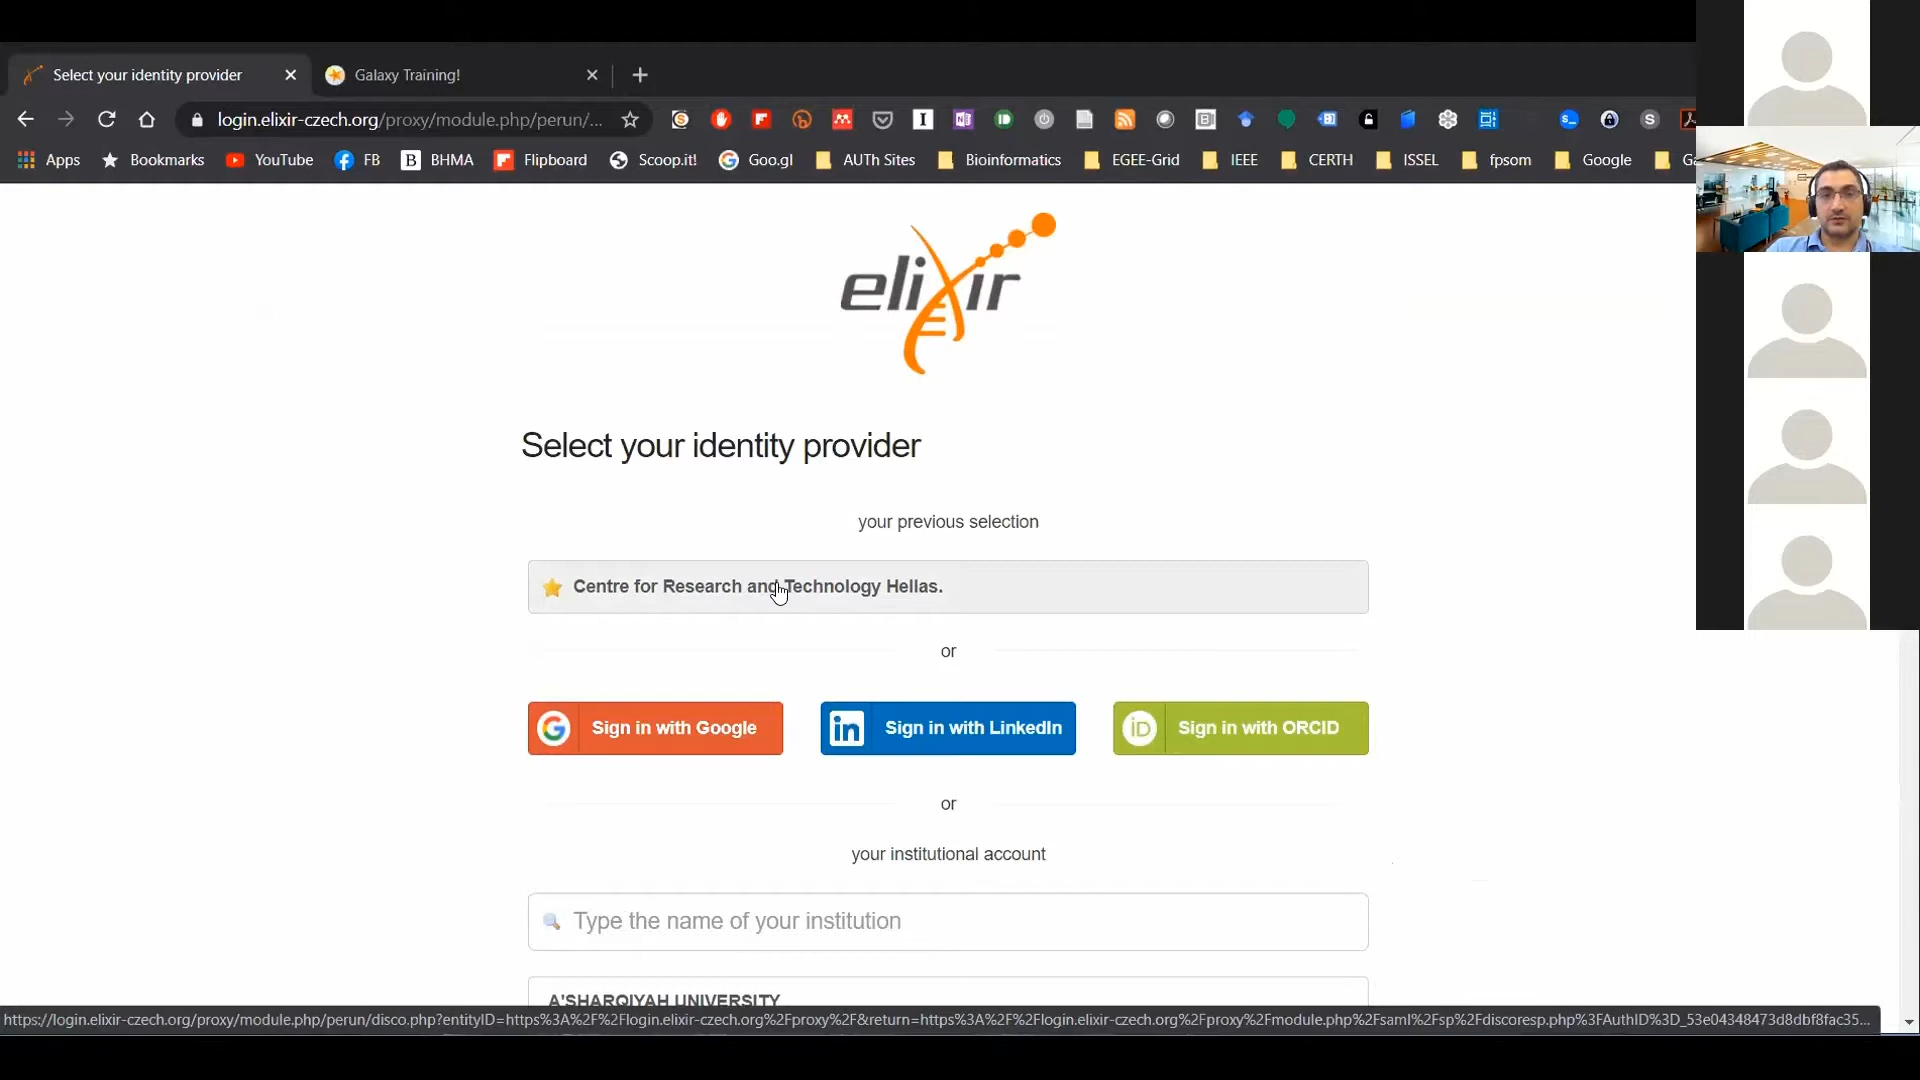 Select your identity provider
Galaxy Training!
login.elixir-czech.org/proxy/module.php/perun/...
Apps
Bookmarks
YouTube
FB
BHMA
Flipboard
Scoop.it!
Goo.gl
AUTh Sites
Bioinformatics
EGEE-Grid
IEEE
CERTH
ISSEL
fpsom
Google
elixir
Select your identity provider
your previous selection
Centre for Research and Technology Hellas.
or
Sign in with Google
Sign in with LinkedIn
Sign in with ORCID
or
your institutional account
Type the name of your institution
A'SHARQIYAH UNIVERSITY
https://login.elixir-czech.org/proxy/module.php/perun/disco.php?entityID=https%3A%2F%2Flogin.elixir-czech.org%2Fproxy%2F&return=https%3A%2F%2Flogin.elixir-czech.org%2Fproxy%2Fmodule.php%2Fsaml%2Fsp%2Fdiscoresp.php%3FAuthID%3D_53e04348473d8dbf8fac35...